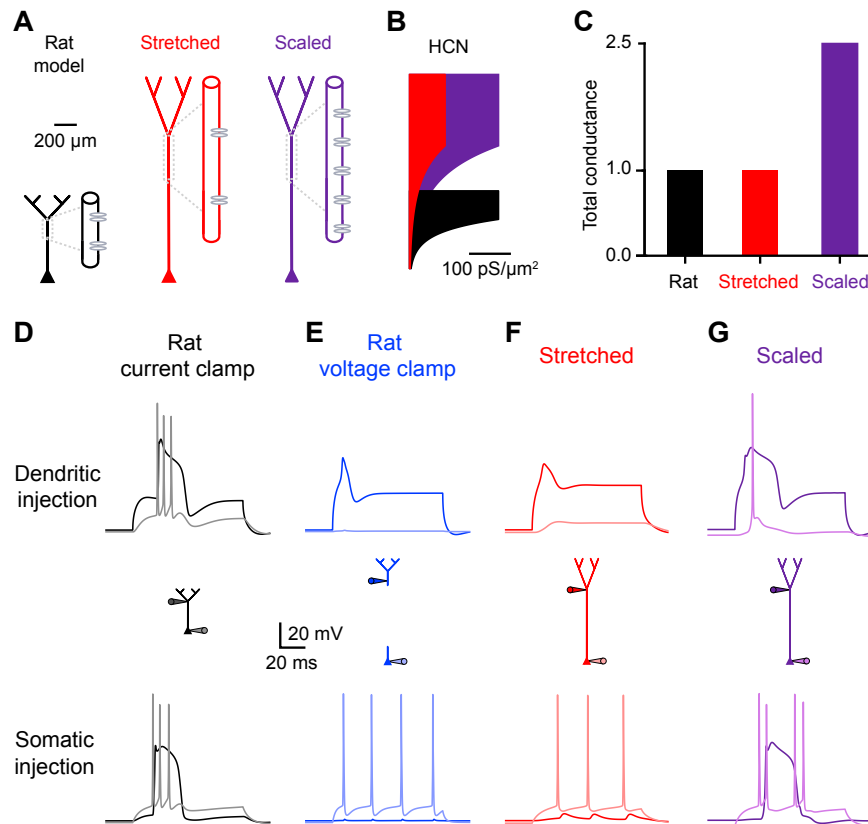 A
Rat
model
Stretched
Scaled
200 µm
B
HCN
100 pS/µm²
C
Total conductance
2.5
1.0
0.0
Rat
Stretched
Scaled
D
Rat
current clamp
E
Rat
voltage clamp
F
Stretched
G
Scaled
Dendritic
injection
20 mV
20 ms
Somatic
injection